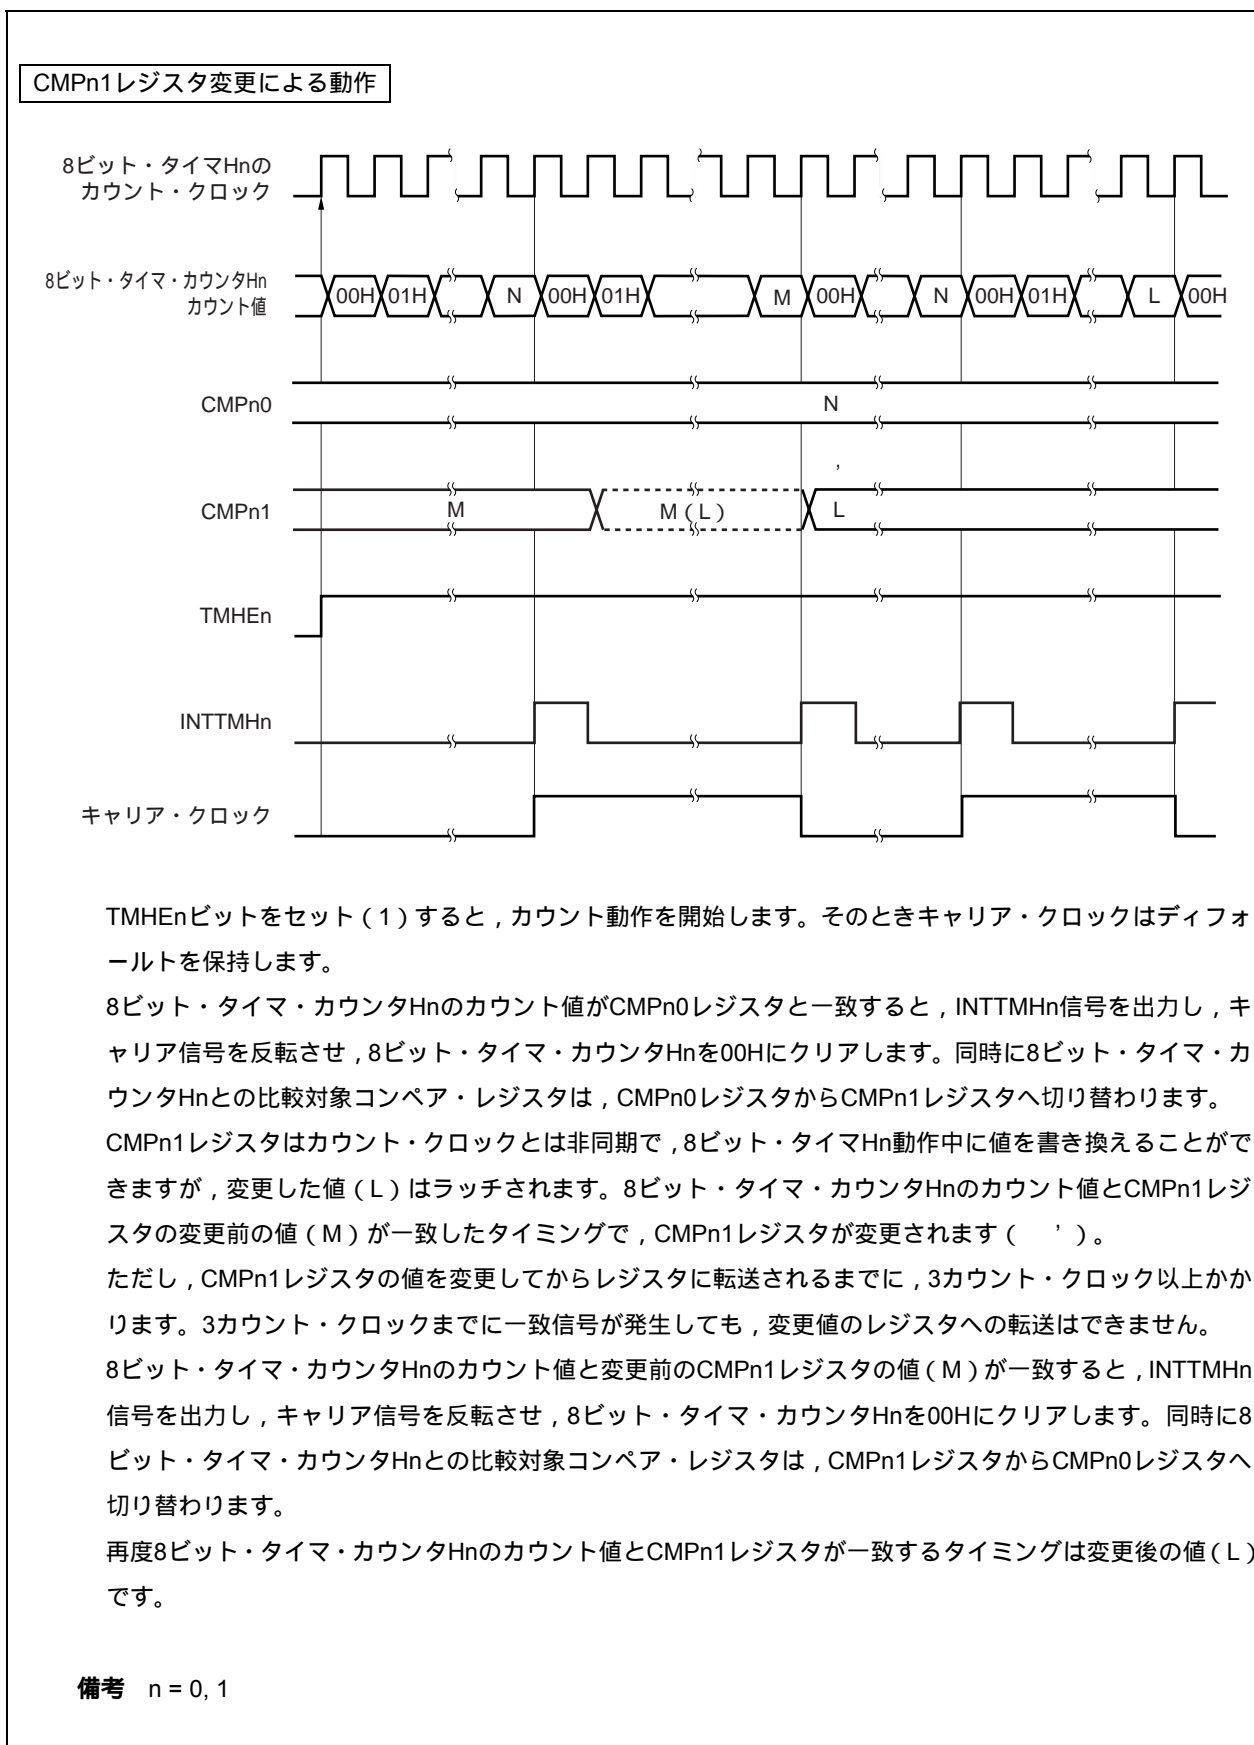 CMPn1レジスタ変更による動作
8ビット・タイマHnの
カウント・クロック
8ビット・タイマ・カウンタHn
カウント値
00H 01H N 00H 01H M 00H N 00H 01H L 00H
CMPn0
N
,
CMPn1
M M(L) L
TMHEn
INTTMHn
キャリア・クロック
TMHEnビットをセット(1)すると,カウント動作を開始します。そのときキャリア・クロックはディフォ
ールトを保持します。
8ビット・タイマ・カウンタHnのカウント値がCMPn0レジスタと一致すると,INTTMHn信号を出力し,キ
ャリア信号を反転させ,8ビット・タイマ・カウンタHnを00Hにクリアします。同時に8ビット・タイマ・カ
ウンタHnとの比較対象コンペア・レジスタは,CMPn0レジスタからCMPn1レジスタへ切り替わります。
CMPn1レジスタはカウント・クロックとは非同期で,8ビット・タイマHn動作中に値を書き換えることがで
きますが,変更した値(L)はラッチされます。8ビット・タイマ・カウンタHnのカウント値とCMPn1レジ
スタの変更前の値(M)が一致したタイミングで,CMPn1レジスタが変更されます( ’)。
ただし,CMPn1レジスタの値を変更してからレジスタに転送されるまでに,3カウント・クロック以上かか
ります。3カウント・クロックまでに一致信号が発生しても,変更値のレジスタへの転送はできません。
8ビット・タイマ・カウンタHnのカウント値と変更前のCMPn1レジスタの値(M)が一致すると,INTTMHn
信号を出力し,キャリア信号を反転させ,8ビット・タイマ・カウンタHnを00Hにクリアします。同時に8
ビット・タイマ・カウンタHnとの比較対象コンペア・レジスタは,CMPn1レジスタからCMPn0レジスタへ
切り替わります。
再度8ビット・タイマ・カウンタHnのカウント値とCMPn1レジスタが一致するタイミングは変更後の値(L)
です。
備考 n = 0, 1